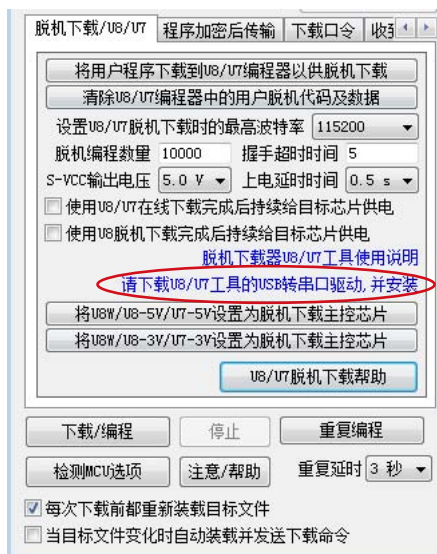 脱机下载/U8/U7 程序加密后传输 下载口令
将用户程序下载到U8/U7编程器以供脱机下载
清除U8/U7编程器中的用户脱机代码及数据
设置U8/U7脱机下载时的最高波特率 115200
脱机编程数量 10000 握手超时时间 5
S-VCC输出电压 5.0 V 上电延时时间 0.5 s
使用U8/U7在线下载完成后持续给目标芯片供电
使用U8脱机下载完成后持续给目标芯片供电
脱机下载器U8/U7工具使用说明
请下载U8/U7工具的USB转串口驱动,并安装
将U8W/U8-5V/U7-5V设置为脱机下载主控芯片
将U8W/U8-3V/U7-3V设置为脱机下载主控芯片
U8/U7脱机下载帮助
下载/编程 停止 重复编程
检测MCU选项 注意/帮助 重复延时 3 秒
每次下载前都重新装载目标文件
当目标文件变化时自动装载并发送下载命令